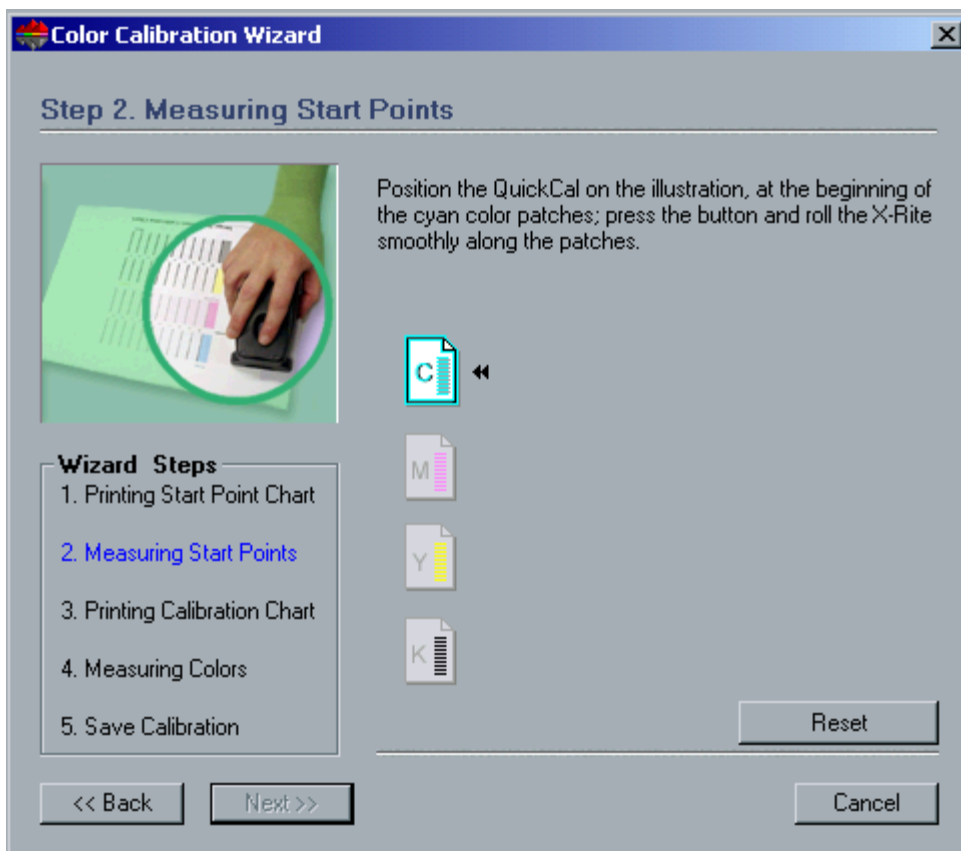 Color Calibration Wizard
Step 2. Measuring Start Points
Position the QuickCal on the illustration, at the beginning of
the cyan color patches; press the button and roll the X-Rite
smoothly along the patches.
C
M
Y
K
Wizard Steps
1. Printing Start Point Chart
2. Measuring Start Points
3. Printing Calibration Chart
4. Measuring Colors
5. Save Calibration
Reset
<< Back
Next >>
Cancel